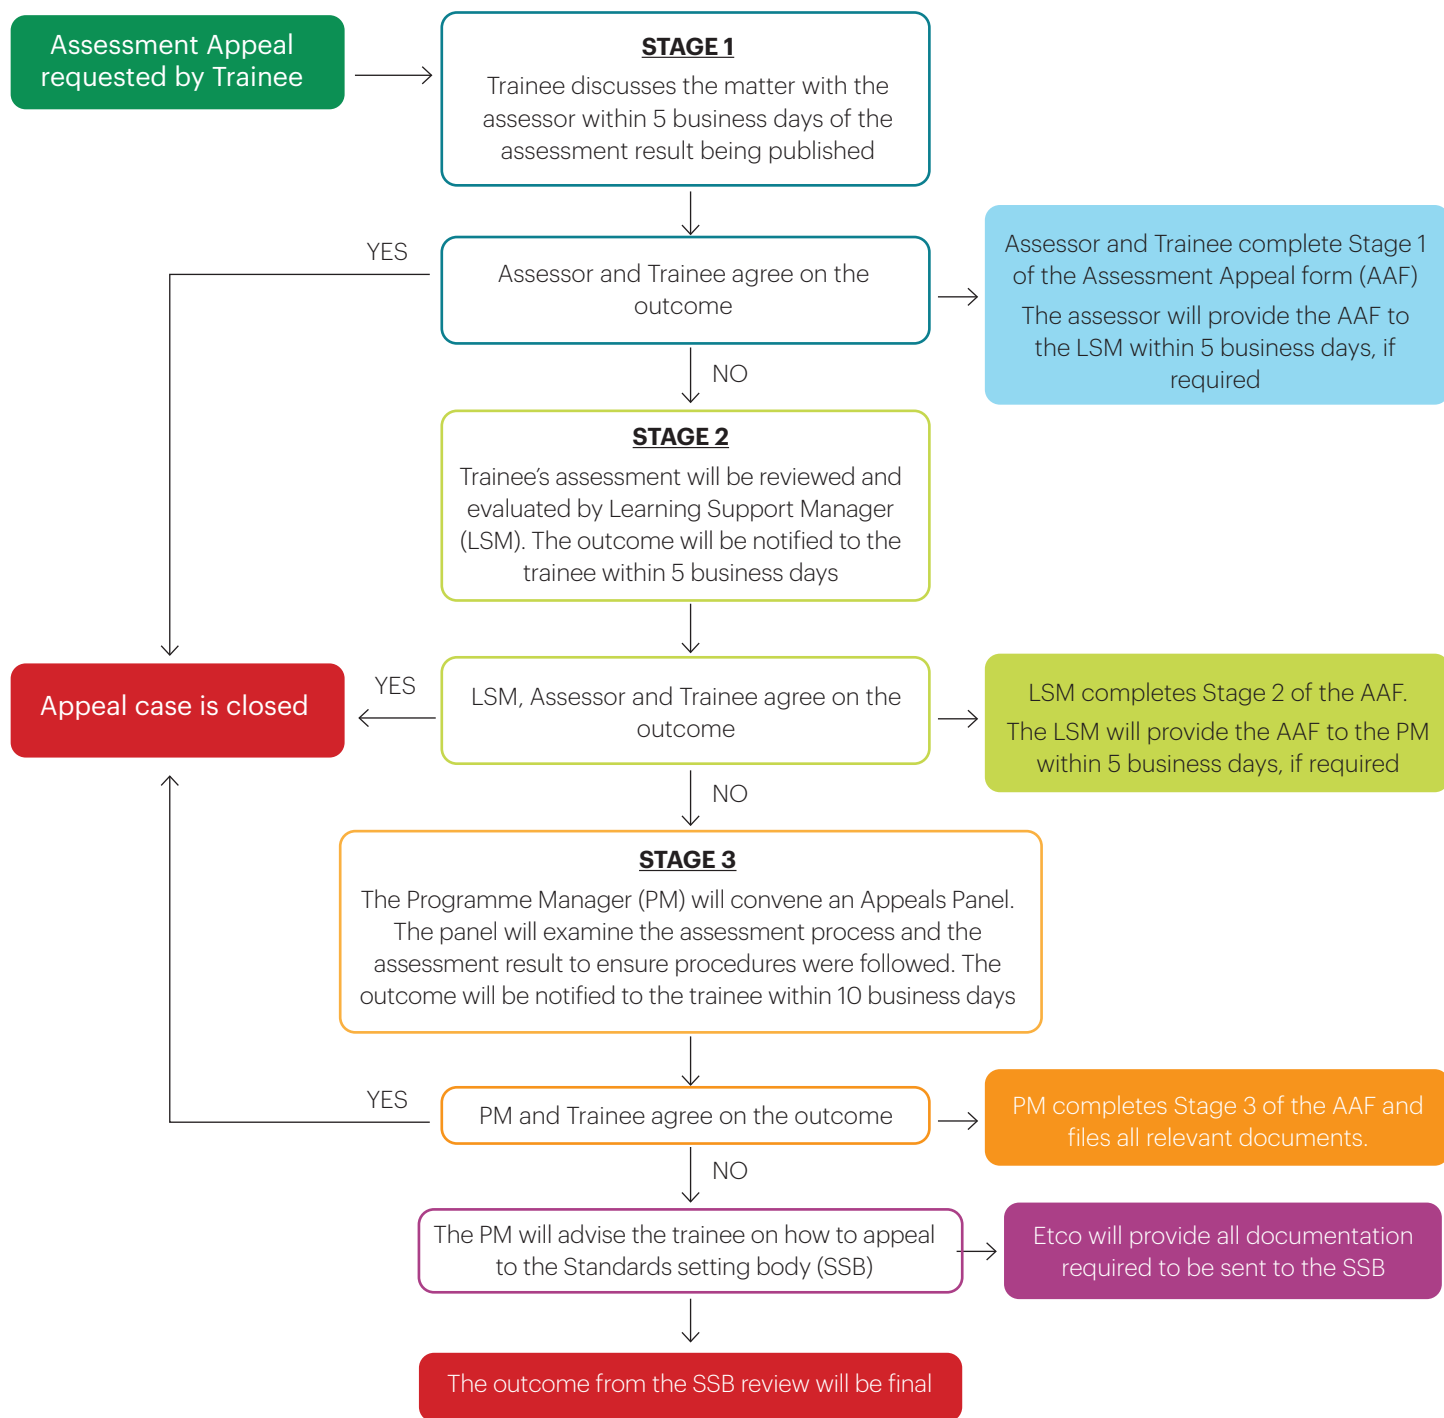 Assessment Appeal
requested by Trainee
STAGE 1
Trainee discusses the matter with the
assessor within 5 business days of the
assessment result being published
YES
Assessor and Trainee agree on the
outcome
Assessor and Trainee complete Stage 1
of the Assessment Appeal form (AAF)
The assessor will provide the AAF to
the LSM within 5 business days, if
required
NO
STAGE 2
Trainee’s assessment will be reviewed and
evaluated by Learning Support Manager
(LSM). The outcome will be notified to the
trainee within 5 business days
Appeal case is closed
YES
LSM, Assessor and Trainee agree on the
outcome
LSM completes Stage 2 of the AAF.
The LSM will provide the AAF to the PM
within 5 business days, if required
NO
STAGE 3
The Programme Manager (PM) will convene an Appeals Panel.
The panel will examine the assessment process and the
assessment result to ensure procedures were followed. The
outcome will be notified to the trainee within 10 business days
YES
PM and Trainee agree on the outcome
PM completes Stage 3 of the AAF and
files all relevant documents.
NO
The PM will advise the trainee on how to appeal
to the Standards setting body (SSB)
Etco will provide all documentation
required to be sent to the SSB
The outcome from the SSB review will be final